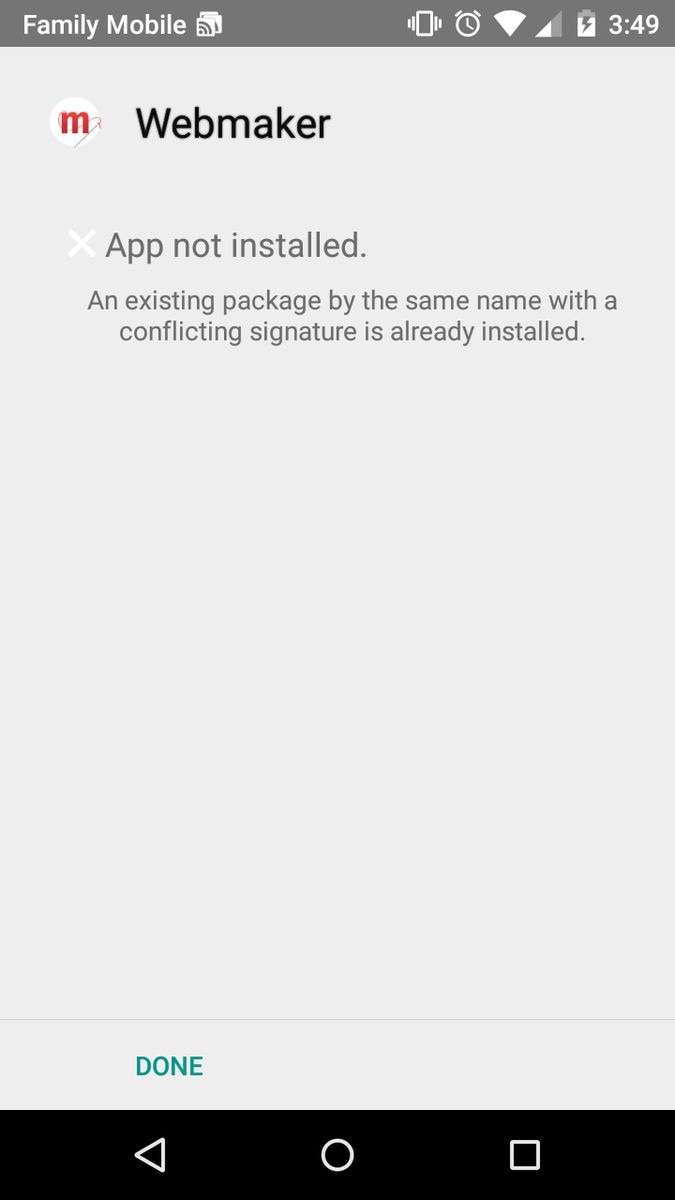 Family Mobile 3:49
m Webmaker
App not installed.
An existing package by the same name with a
conflicting signature is already installed.
DONE